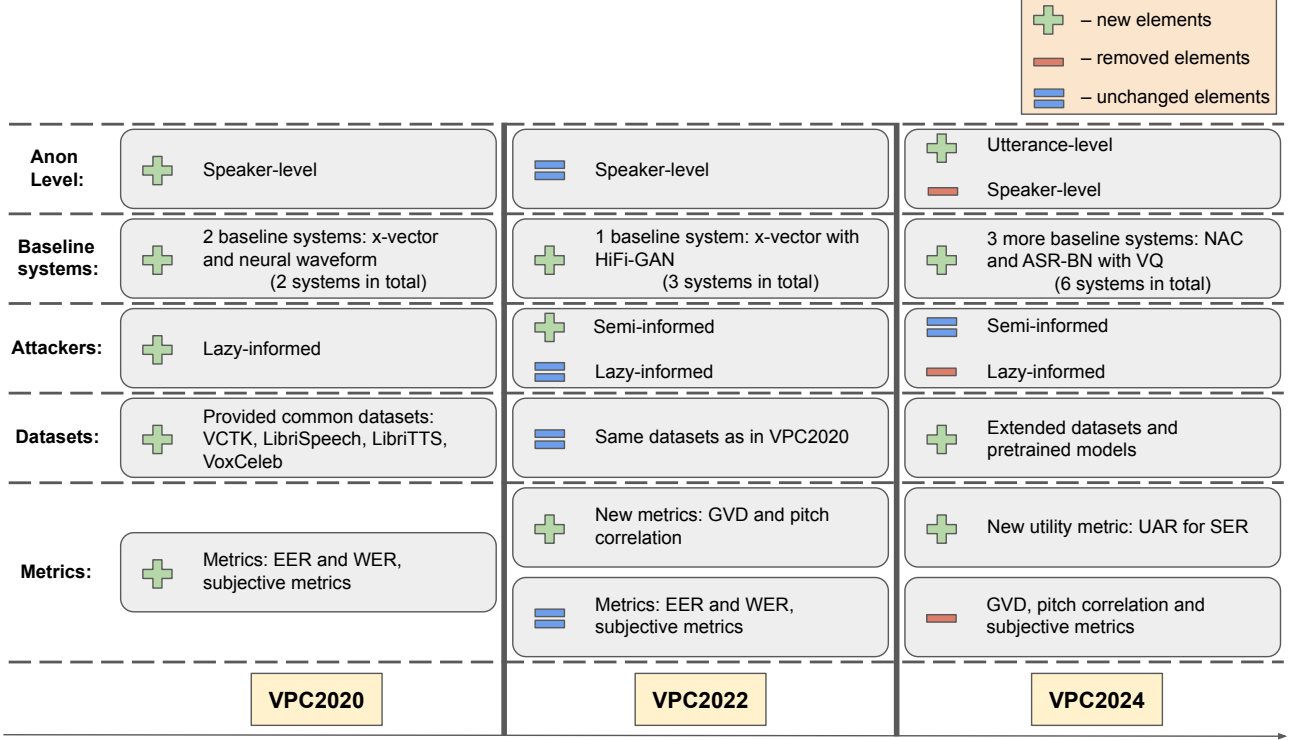 – new elements
– removed elements
– unchanged elements
Anon
Level:
Speaker-level
Speaker-level
Utterance-level
Speaker-level
Baseline
systems:
2 baseline systems: x-vector
and neural waveform
(2 systems in total)
1 baseline system: x-vector with
HiFi-GAN
(3 systems in total)
3 more baseline systems: NAC
and ASR-BN with VQ
(6 systems in total)
Attackers:
Lazy-informed
Semi-informed
Lazy-informed
Semi-informed
Lazy-informed
Datasets:
Provided common datasets:
VCTK, LibriSpeech, LibriTTS,
VoxCeleb
Same datasets as in VPC2020
Extended datasets and
pretrained models
Metrics:
Metrics: EER and WER,
subjective metrics
New metrics: GVD and pitch
correlation
Metrics: EER and WER,
subjective metrics
New utility metric: UAR for SER
GVD, pitch correlation and
subjective metrics
VPC2020
VPC2022
VPC2024